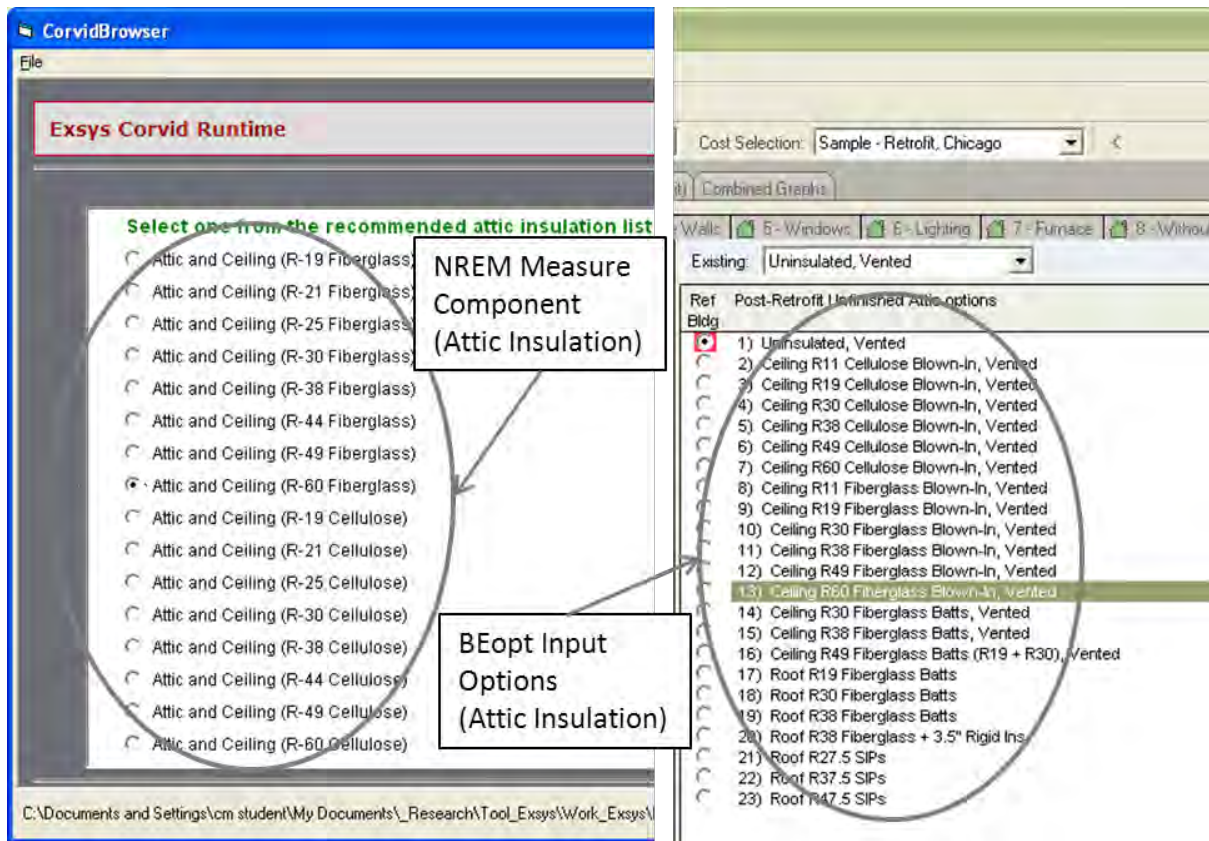 CorvidBrowser
File
Exsys Corvid Runtime
Select one from the recommended attic insulation list
Attic and Ceiling (R-19 Fiberglass)
Attic and Ceiling (R-21 Fiberglass)
Attic and Ceiling (R-25 Fiberglass)
Attic and Ceiling (R-30 Fiberglass)
Attic and Ceiling (R-38 Fiberglass)
Attic and Ceiling (R-44 Fiberglass)
Attic and Ceiling (R-49 Fiberglass)
Attic and Ceiling (R-60 Fiberglass)
Attic and Ceiling (R-19 Cellulose)
Attic and Ceiling (R-21 Cellulose)
Attic and Ceiling (R-25 Cellulose)
Attic and Ceiling (R-30 Cellulose)
Attic and Ceiling (R-38 Cellulose)
Attic and Ceiling (R-44 Cellulose)
Attic and Ceiling (R-49 Cellulose)
Attic and Ceiling (R-60 Cellulose)
C:\Documents and Settings\cm student\My Documents\_Research\Tool_Exsys\Work_Exsys\
NREM Measure
Component
(Attic Insulation)
BEopt Input
Options
(Attic Insulation)
Cost Selection: Sample - Retrofit, Chicago <
Combined Graphs
Walls 5 - Windows 6 - Lighting 7 - Furnace 8 - Withou
Existing: Uninsulated, Vented
Ref Post-Retrofit Unfinished Attic options
Bldg
1) Uninsulated, Vented
2) Ceiling R11 Cellulose Blown-In, Vented
3) Ceiling R19 Cellulose Blown-In, Vented
4) Ceiling R30 Cellulose Blown-In, Vented
5) Ceiling R38 Cellulose Blown-In, Vented
6) Ceiling R49 Cellulose Blown-In, Vented
7) Ceiling R60 Cellulose Blown-In, Vented
8) Ceiling R11 Fiberglass Blown-In, Vented
9) Ceiling R19 Fiberglass Blown-In, Vented
10) Ceiling R30 Fiberglass Blown-In, Vented
11) Ceiling R38 Fiberglass Blown-In, Vented
12) Ceiling R49 Fiberglass Blown-In, Vented
13) Ceiling R60 Fiberglass Blown-In, Vented
14) Ceiling R30 Fiberglass Batts, Vented
15) Ceiling R38 Fiberglass Batts, Vented
16) Ceiling R49 Fiberglass Batts (R19 + R30), Vented
17) Roof R19 Fiberglass Batts
18) Roof R30 Fiberglass Batts
19) Roof R38 Fiberglass Batts
20) Roof R38 Fiberglass + 3.5" Rigid Ins
21) Roof R27.5 SIPs
22) Roof R37.5 SIPs
23) Roof R47.5 SIPs